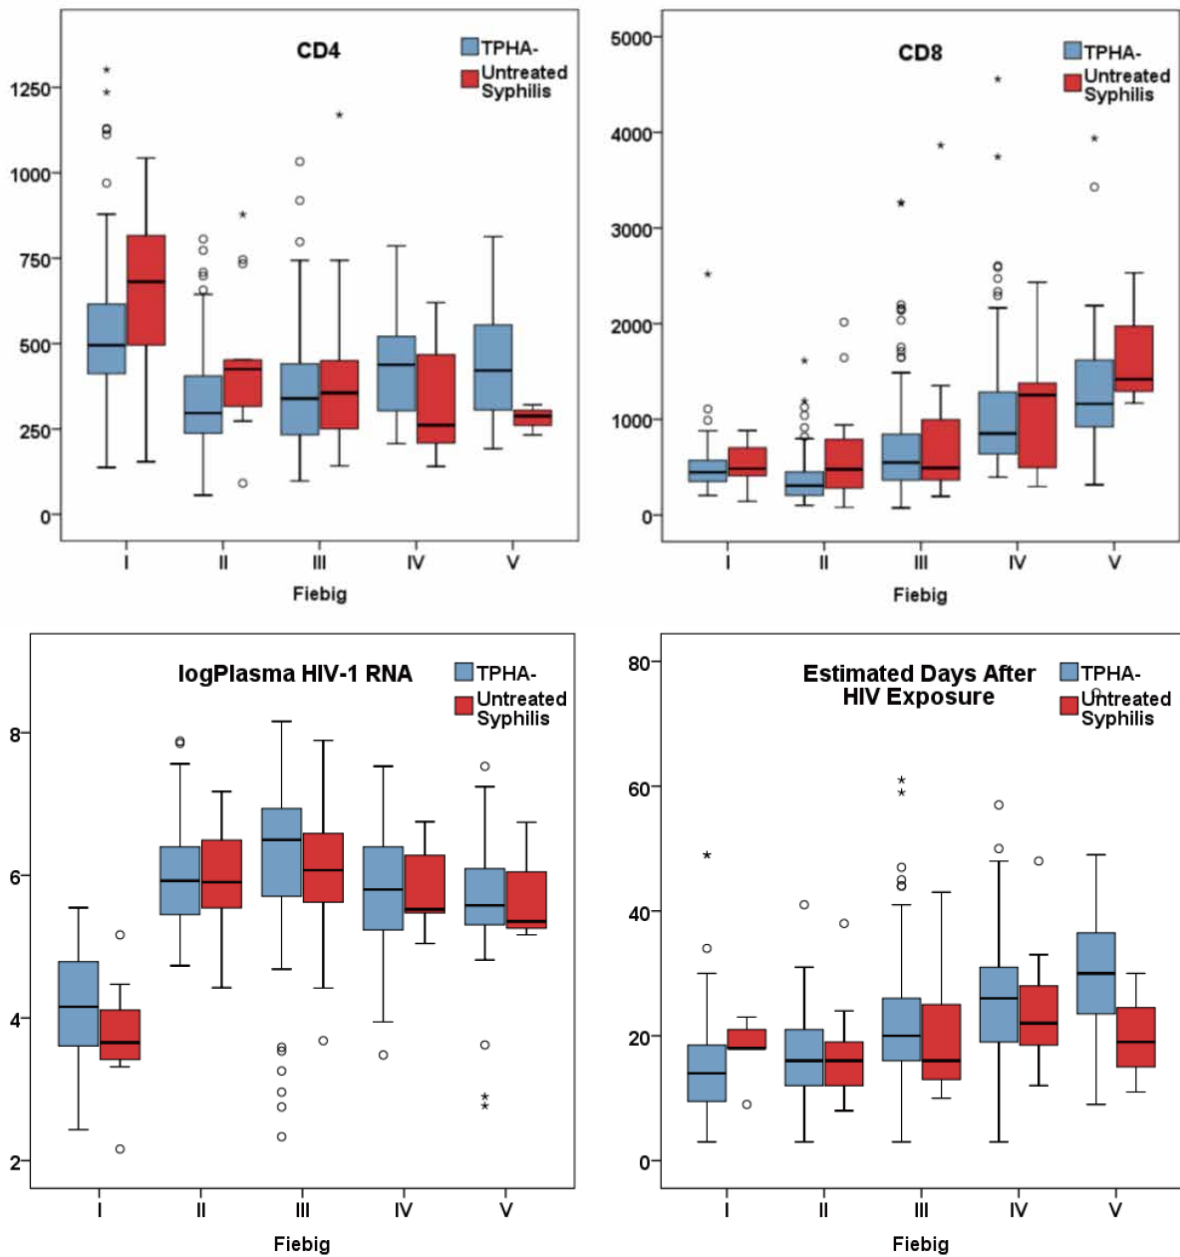 CD4
TPHA-
Untreated
Syphilis
1250
1000
750
500
250
0
I II III IV V
Fiebig
CD8
TPHA-
Untreated
Syphilis
5000
4000
3000
2000
1000
0
I II III IV V
Fiebig
logPlasma HIV-1 RNA
TPHA-
Untreated
Syphilis
8
6
4
2
I II III IV V
Fiebig
Estimated Days After
HIV Exposure
TPHA-
Untreated
Syphilis
80
60
40
20
0
I II III IV V
Fiebig